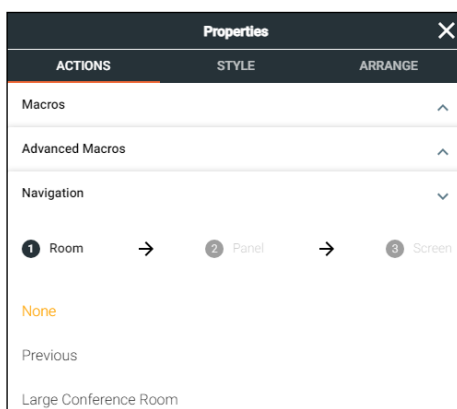 Properties
ACTIONS STYLE ARRANGE
Macros
Advanced Macros
Navigation
1 Room → 2 Panel → 3 Screen
None
Previous
Large Conference Room